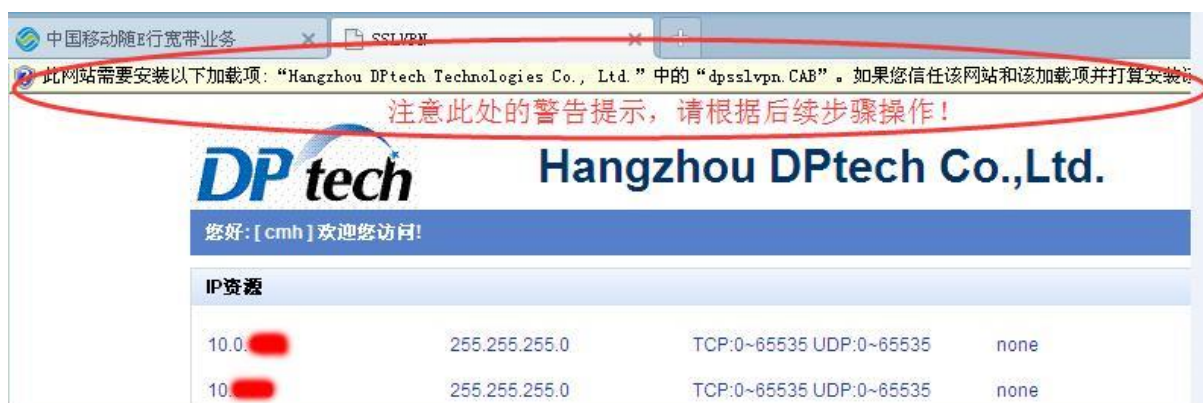 中国移动随E行宽带业务 SSLVPN
此网站需要安装以下加载项:“Hangzhou DPtech Technologies Co., Ltd.”中的“dpsslvpn.CAB”。如果您信任该网站和该加载项并打算安装
注意此处的警告提示，请根据后续步骤操作！
DPtech Hangzhou DPtech Co.,Ltd.
您好:[cmh]欢迎您访问!
IP资源
10.0. 255.255.255.0 TCP:0~65535 UDP:0~65535 none
10. 255.255.255.0 TCP:0~65535 UDP:0~65535 none